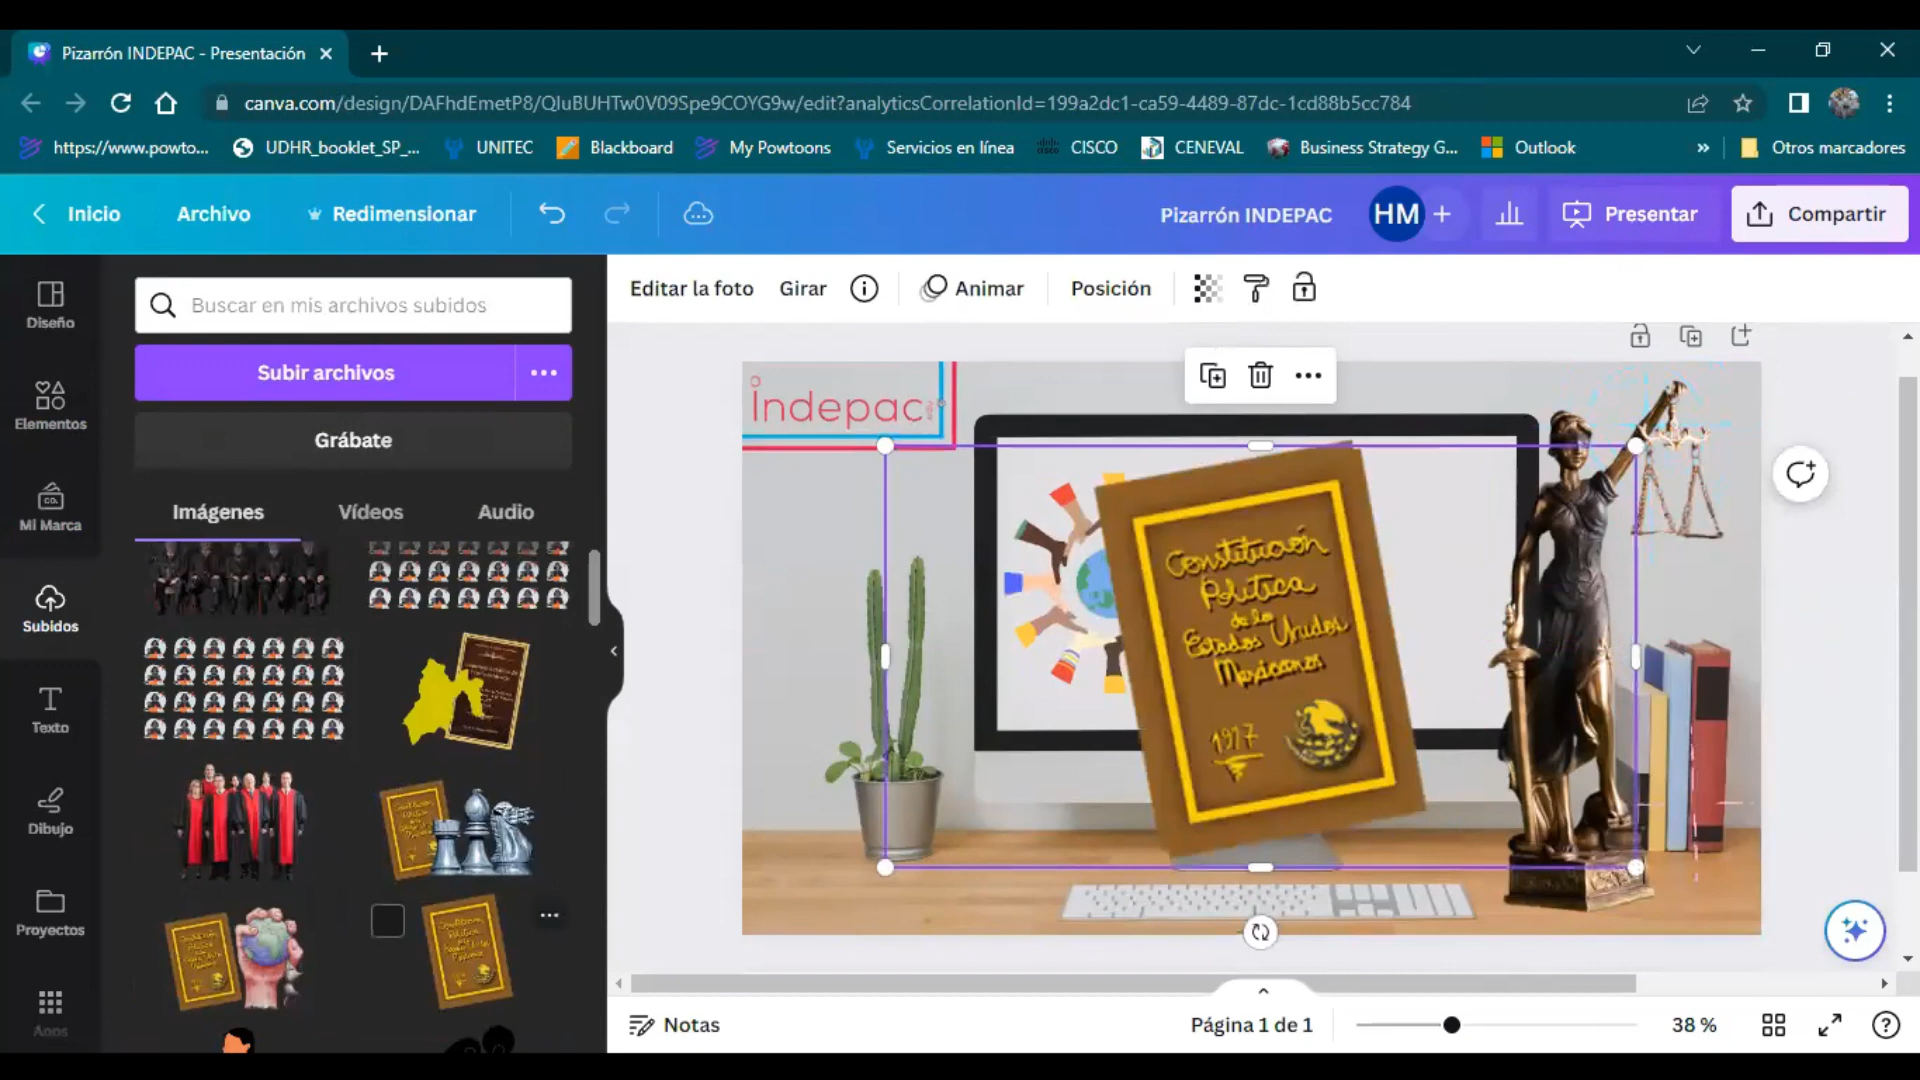 Pizarrón INDEPAC - Presentación
canva.com/design/DAFhdEmetP8/QIuBUHTw0V09Spe9COYG9w/edit?analyticsCorrelationId=199a2dc1-ca59-4489-87dc-1cd88b5cc784
https://www.powto... UDHR_booklet_SP_... UNITEC Blackboard My Powtoons Servicios en línea CISCO CENEVAL Business Strategy G... Outlook » Otros marcadores
Inicio Archivo Redimensionar Pizarrón INDEPAC HM + Presentar Compartir
Diseño
Elementos
Mi Marca
Subidos
Texto
Dibujo
Proyectos
Apps
Buscar en mis archivos subidos
Subir archivos
Grábate
Imágenes Vídeos Audio
Editar la foto Girar Animar Posición
indepac
Constitución
Política
de los
Estados Unidos
Mexicanos
1917
Notas Página 1 de 1 38 %